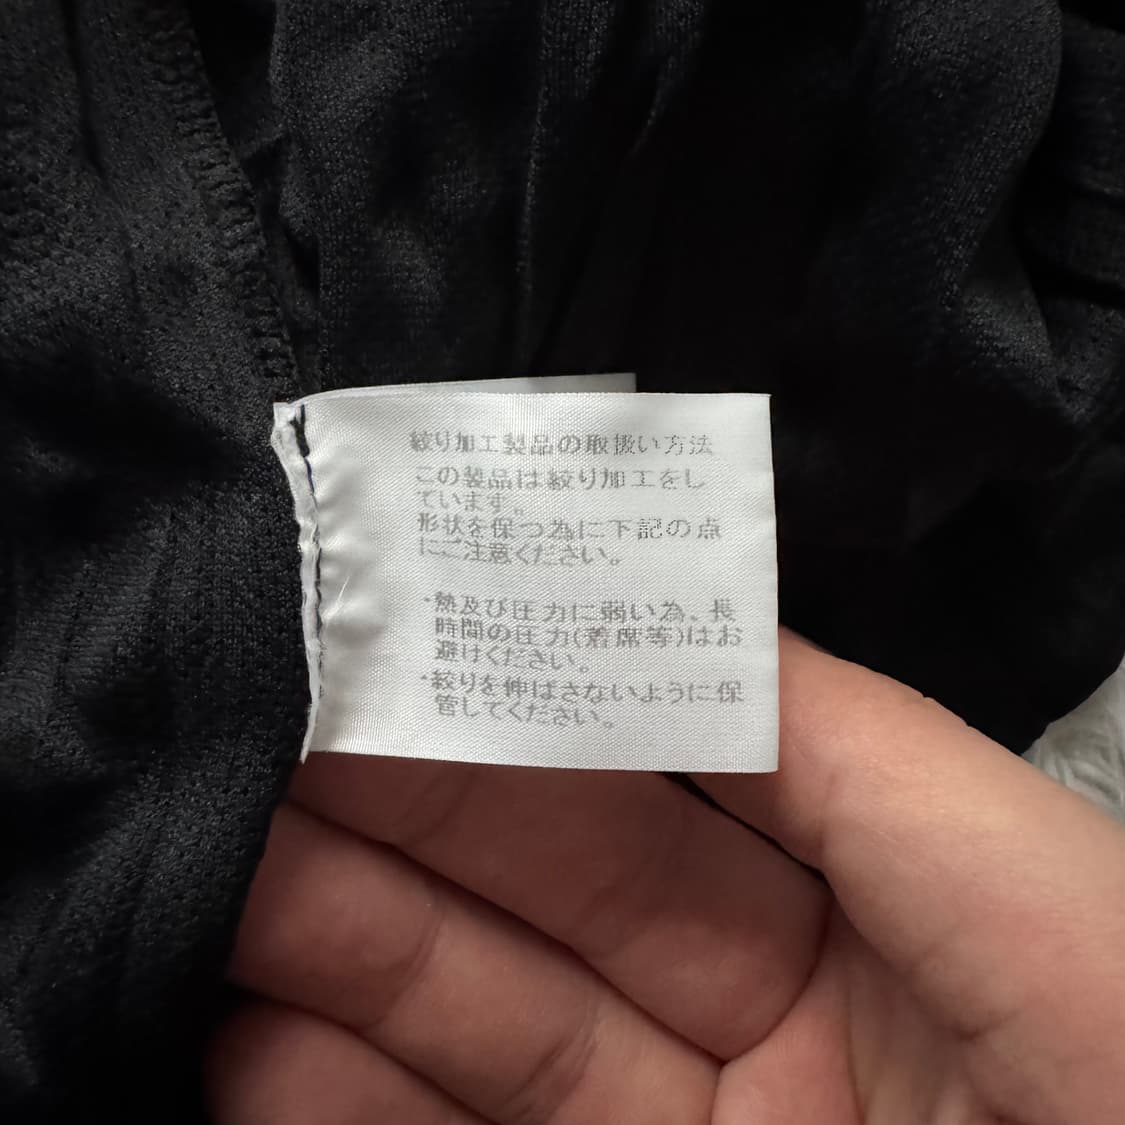 絞り加工製品の取扱い方法
この製品は絞り加工をし
ています。
形状を保つ為に下記の点
にご注意ください。
・熱及び圧力に弱い為、長
時間の圧力(着席等)はお
避けください。
・絞りを伸ばさないように保
管してください。